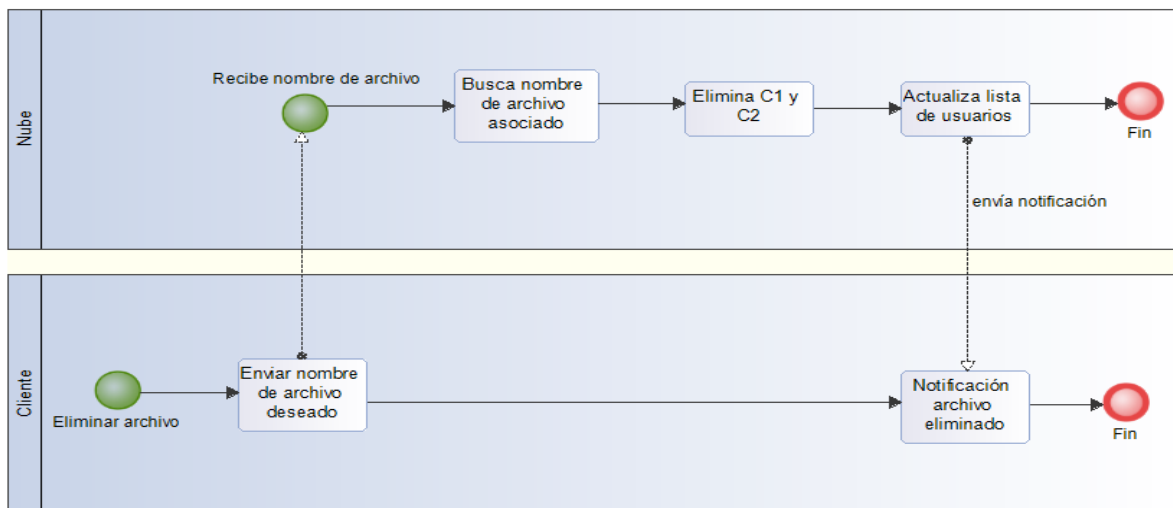 Nube
Recibe nombre de archivo
Busca nombre
de archivo
asociado
Elimina C1 y
C2
Actualiza lista
de usuarios
Fin
envía notificación
Cliente
Eliminar archivo
Enviar nombre
de archivo
deseado
Notificación
archivo
eliminado
Fin